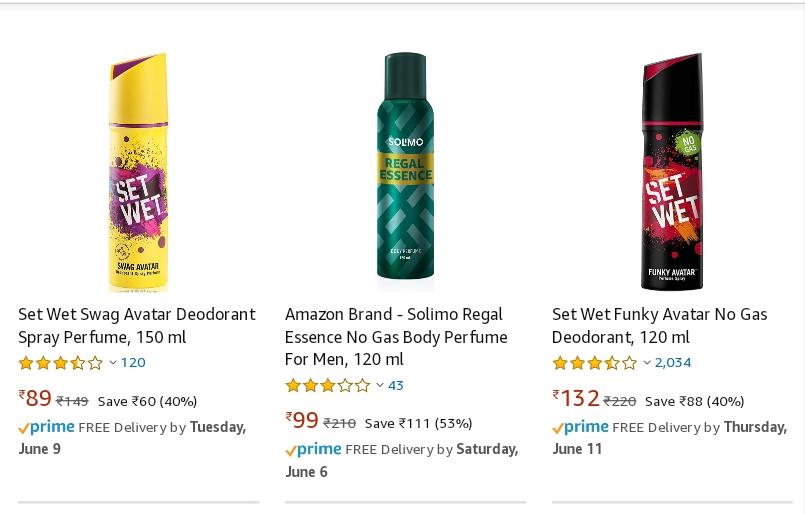 SET
WET
SWAG AVATAR
SOLIMO
REGAL
ESSENCE
BODY PERFUME
NO
GAS
SET
WET
FUNKY AVATAR
Perfume Spray
Set Wet Swag Avatar Deodorant
Spray Perfume, 150 ml
120
₹89 ₹149 Save ₹60 (40%)
prime FREE Delivery by Tuesday,
June 9
Amazon Brand - Solimo Regal
Essence No Gas Body Perfume
For Men, 120 ml
43
₹99 ₹210 Save ₹111 (53%)
prime FREE Delivery by Saturday,
June 6
Set Wet Funky Avatar No Gas
Deodorant, 120 ml
2,034
₹132 ₹220 Save ₹88 (40%)
prime FREE Delivery by Thursday,
June 11